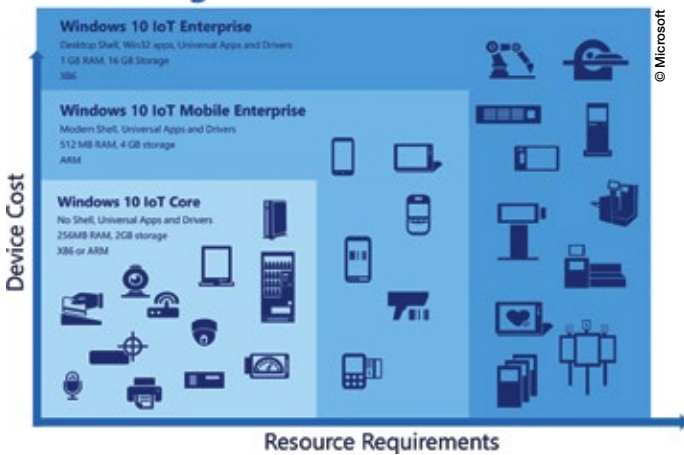 Windows 10 IoT Enterprise
Desktop Shell, Win32 apps, Universal Apps and Drivers
1 GB RAM, 16 GB Storage
X86
© Microsoft
Windows 10 IoT Mobile Enterprise
Modern Shell, Universal Apps and Drivers
512 MB RAM, 4 GB storage
ARM
Windows 10 IoT Core
No Shell, Universal Apps and Drivers
256MB RAM, 2GB storage
X86 or ARM
Device Cost
Resource Requirements